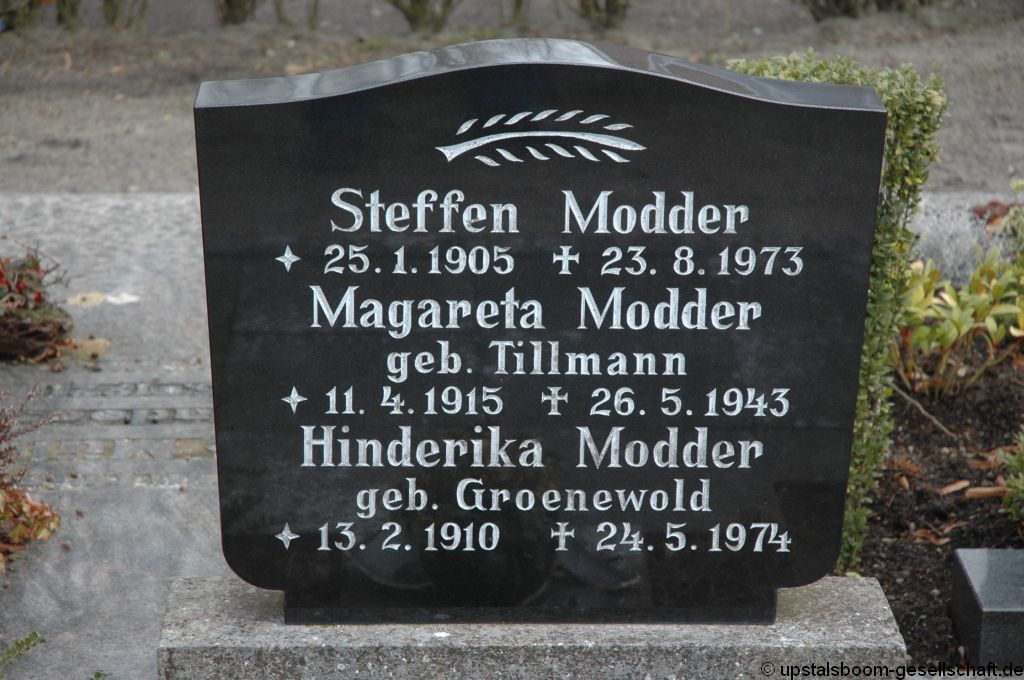 Steffen Modder
✧ 25.1.1905 ✝ 23.8.1973
Magareta Modder
geb. Tillmann
✧ 11.4.1915 ✝ 26.5.1943
Hinderika Modder
geb. Groenewold
✧ 13.2.1910 ✝ 24.5.1974
© upstalsboom-gesellschaft.de